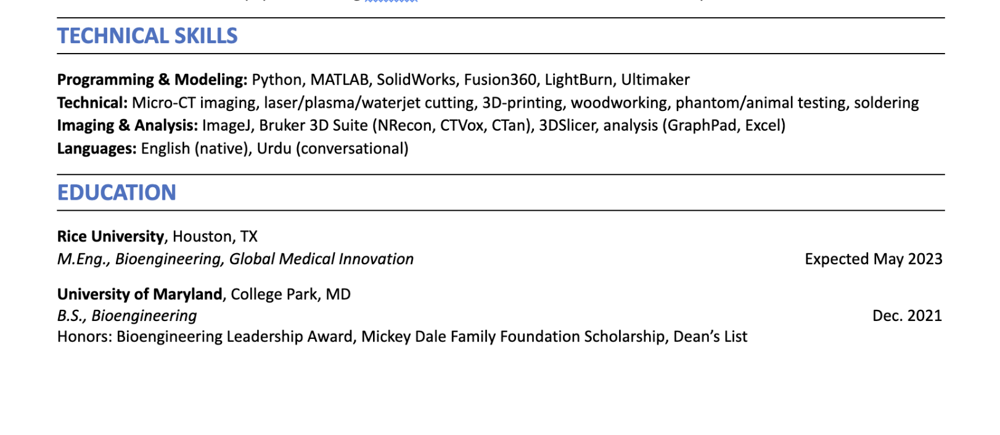 TECHNICAL SKILLS
Programming & Modeling: Python, MATLAB, SolidWorks, Fusion360, LightBurn, Ultimaker
Technical: Micro-CT imaging, laser/plasma/waterjet cutting, 3D-printing, woodworking, phantom/animal testing, soldering
Imaging & Analysis: ImageJ, Bruker 3D Suite (NRecon, CTVox, CTan), 3DSlicer, analysis (GraphPad, Excel)
Languages: English (native), Urdu (conversational)
EDUCATION
Rice University, Houston, TX
M.Eng., Bioengineering, Global Medical Innovation Expected May 2023
University of Maryland, College Park, MD
B.S., Bioengineering Dec. 2021
Honors: Bioengineering Leadership Award, Mickey Dale Family Foundation Scholarship, Dean’s List